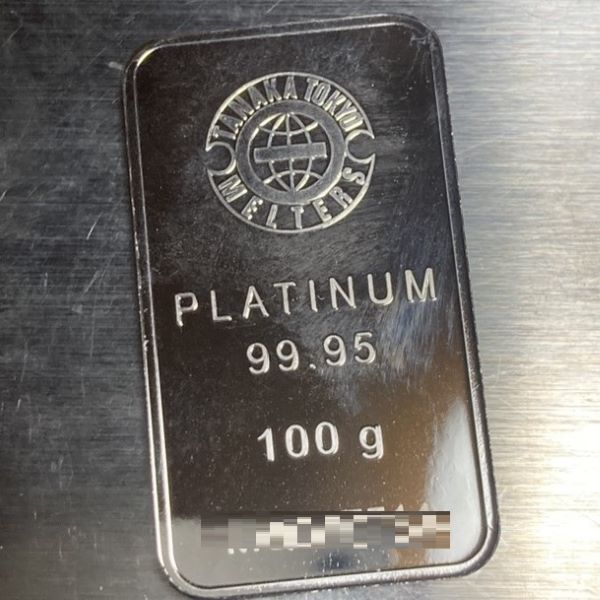 TANAKA TOKYO
MELTERS
PLATINUM
99.95
100 g